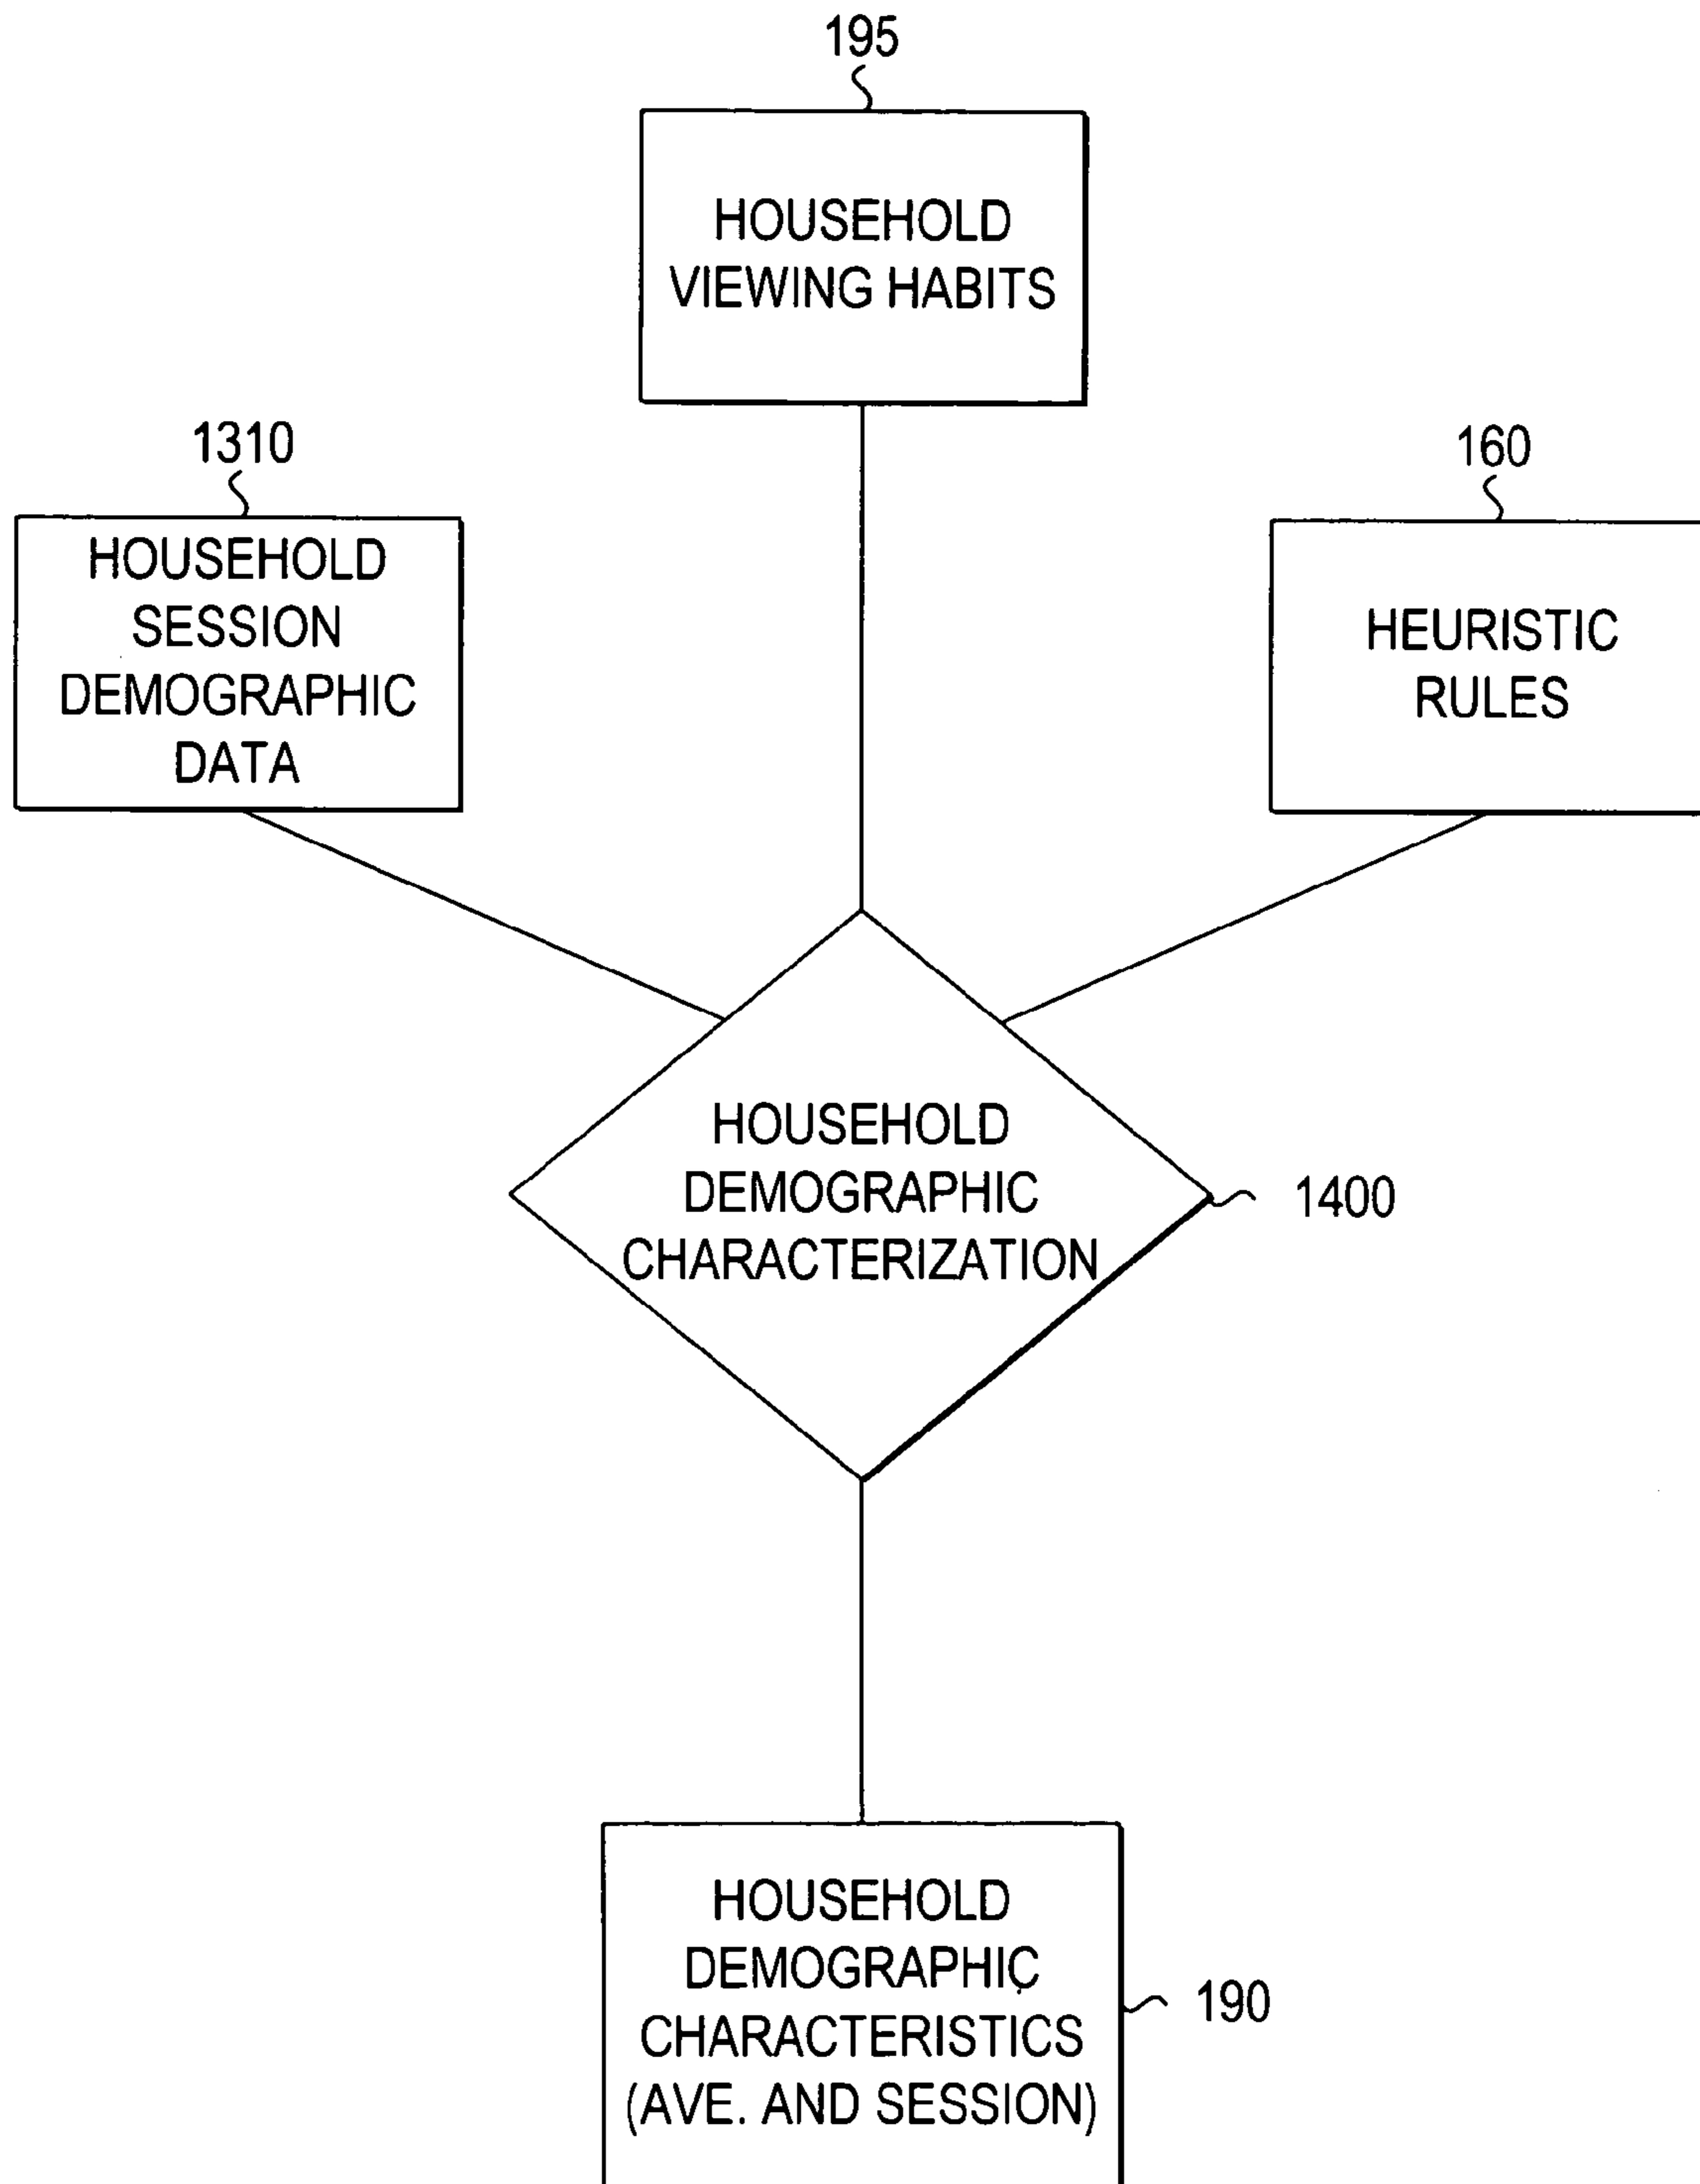 195
HOUSEHOLD
VIEWING HABITS
1310
HOUSEHOLD
SESSION
DEMOGRAPHIC
DATA
160
HEURISTIC
RULES
HOUSEHOLD
DEMOGRAPHIC
CHARACTERIZATION
1400
HOUSEHOLD
DEMOGRAPHIC
CHARACTERISTICS
(AVE. AND SESSION)
190